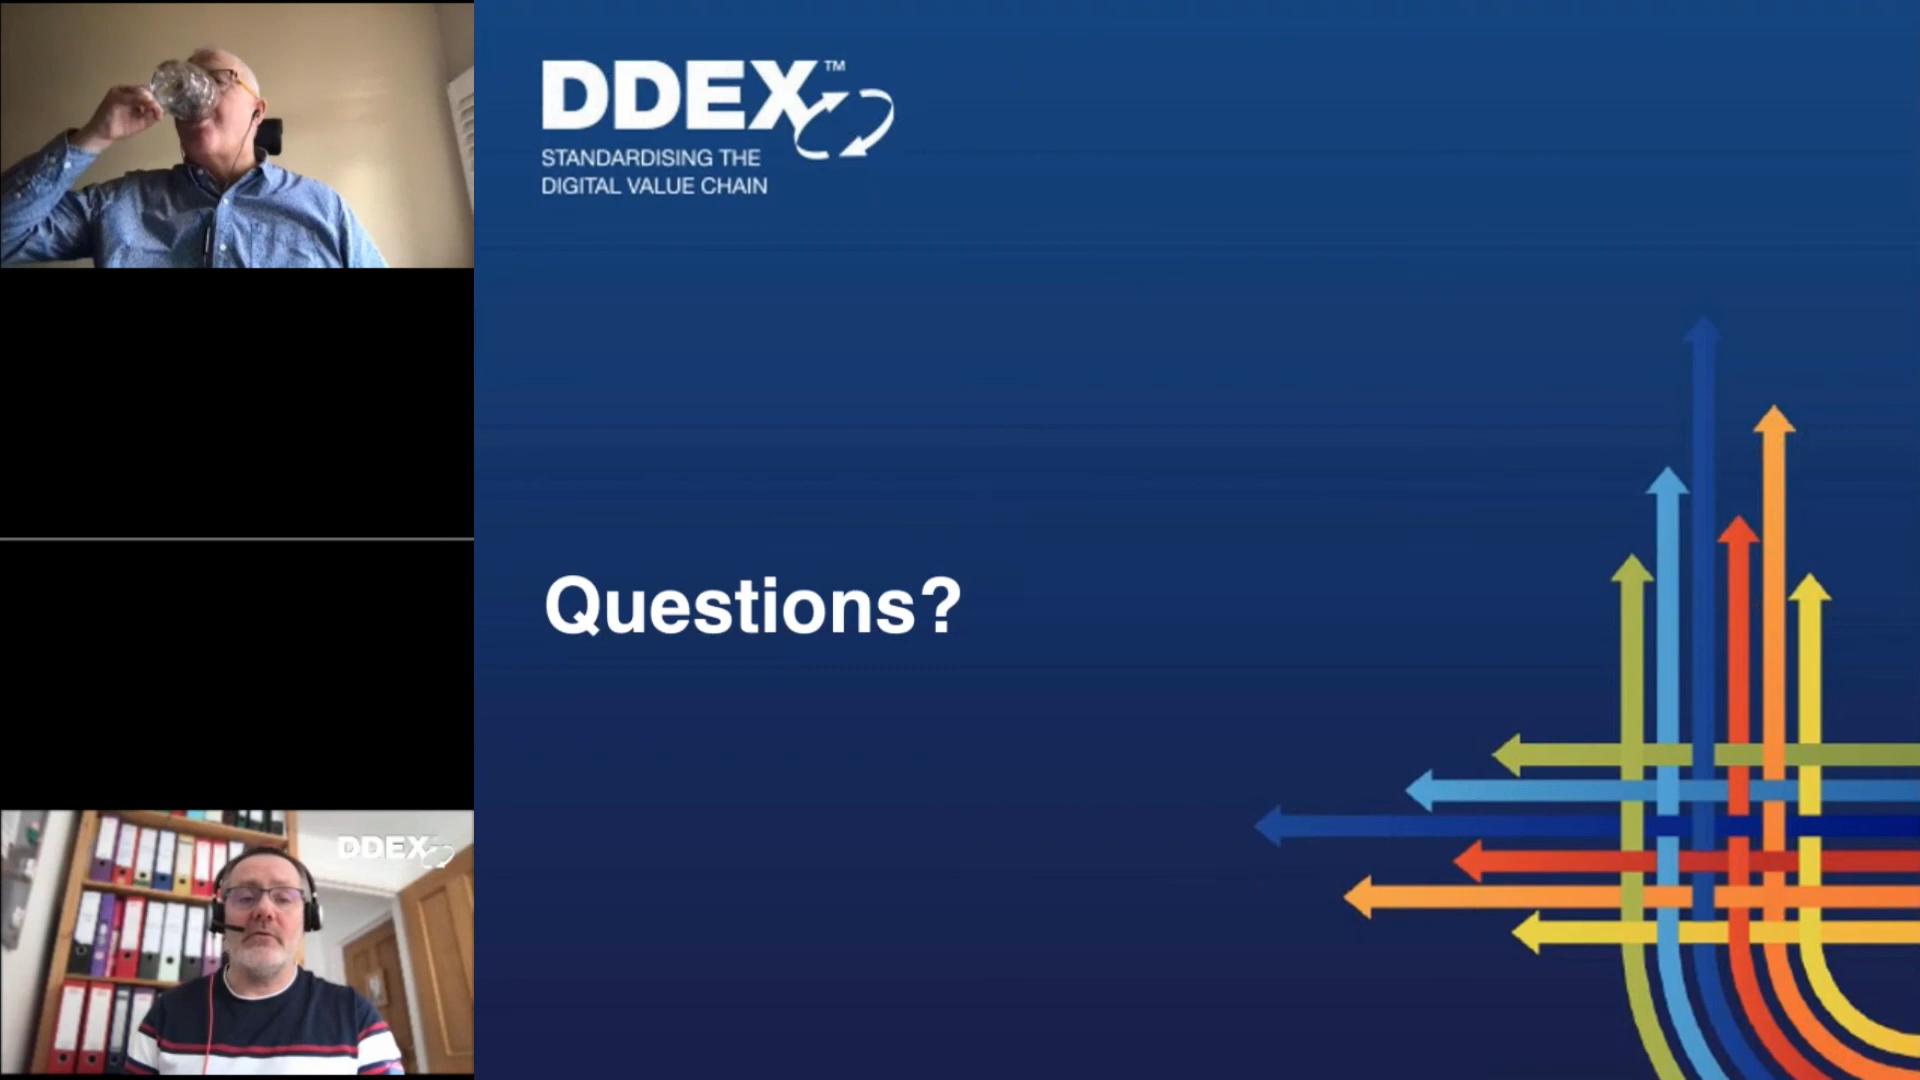 DDEX™
STANDARDISING THE
DIGITAL VALUE CHAIN
Questions?
DDEX